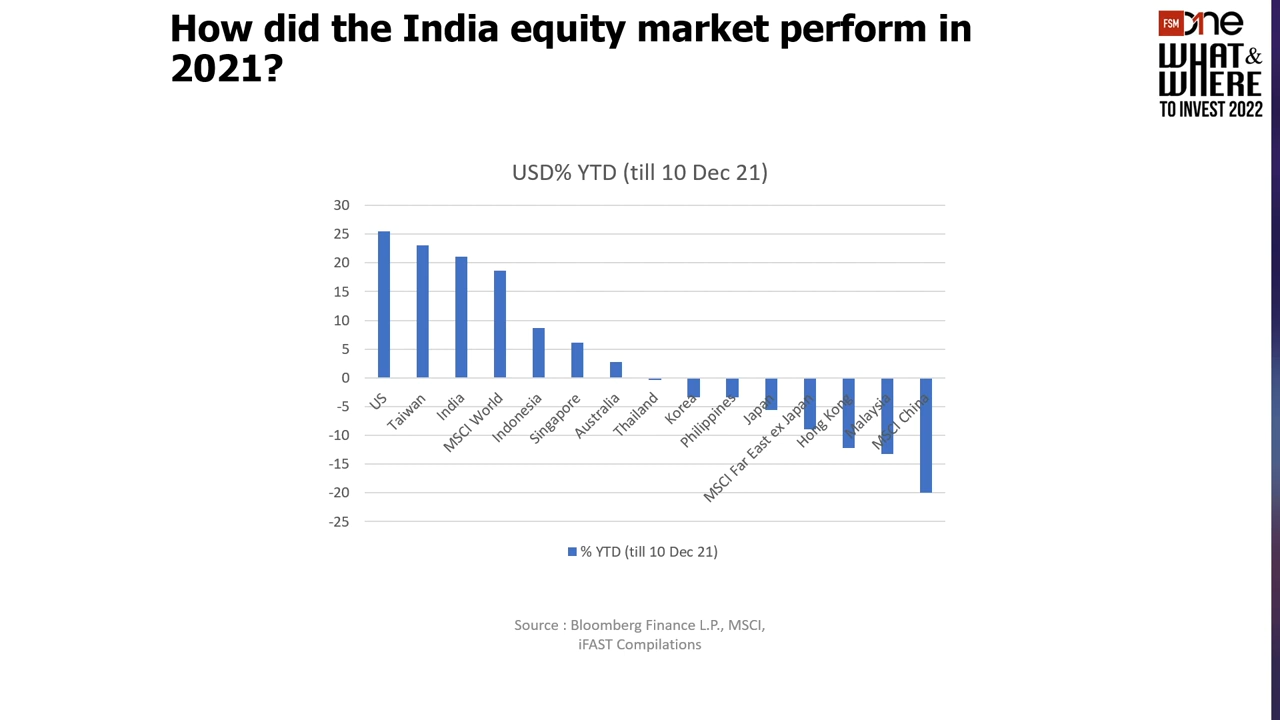 How did the India equity market perform in
2021?
FSM one
WHAT &
WHERE
TO INVEST 2022
USD% YTD (till 10 Dec 21)
30
25
20
15
10
5
0
-5
-10
-15
-20
-25
US
Taiwan
India
MSCI World
Indonesia
Singapore
Australia
Thailand
Korea
Philippines
Japan
MSCI Far East ex Japan
Hong Kong
Malaysia
MSCI China
% YTD (till 10 Dec 21)
Source : Bloomberg Finance L.P., MSCI,
iFAST Compilations